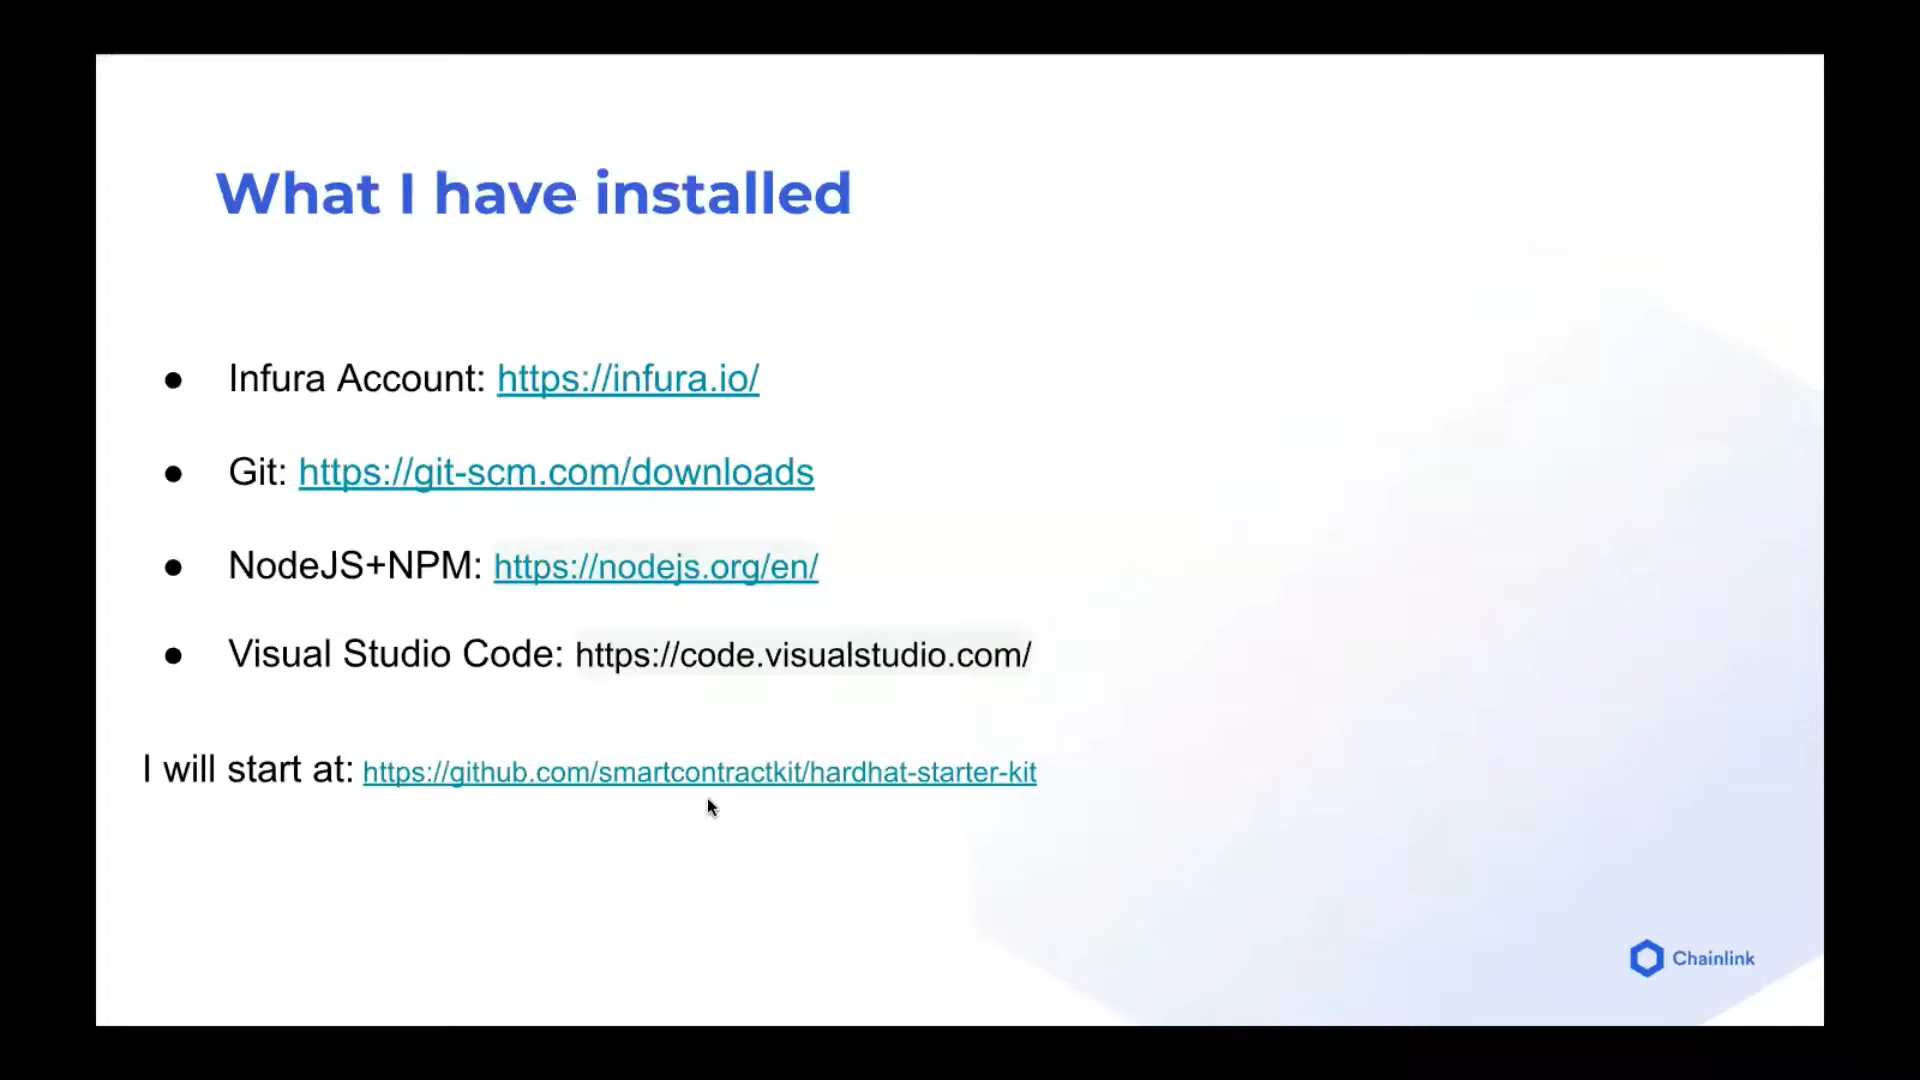 What I have installed
● Infura Account: https://infura.io/
● Git: https://git-scm.com/downloads
● NodeJS+NPM: https://nodejs.org/en/
● Visual Studio Code: https://code.visualstudio.com/
I will start at: https://github.com/smartcontractkit/hardhat-starter-kit
Chainlink